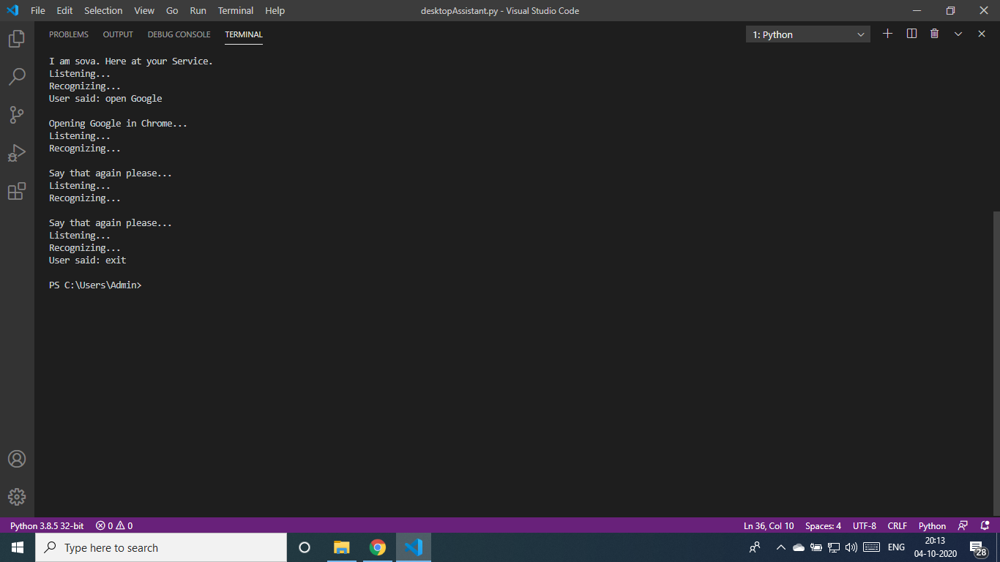 File Edit Selection View Go Run Terminal Help
desktopAssistant.py - Visual Studio Code
PROBLEMS OUTPUT DEBUG CONSOLE TERMINAL
1: Python
I am sova. Here at your Service.
Listening...
Recognizing...
User said: open Google
Opening Google in Chrome...
Listening...
Recognizing...
Say that again please...
Listening...
Recognizing...
Say that again please...
Listening...
Recognizing...
User said: exit
PS C:\Users\Admin>
Python 3.8.5 32-bit 0 0
Ln 36, Col 10 Spaces: 4 UTF-8 CRLF Python
Type here to search
ENG
20:13
04-10-2020
28